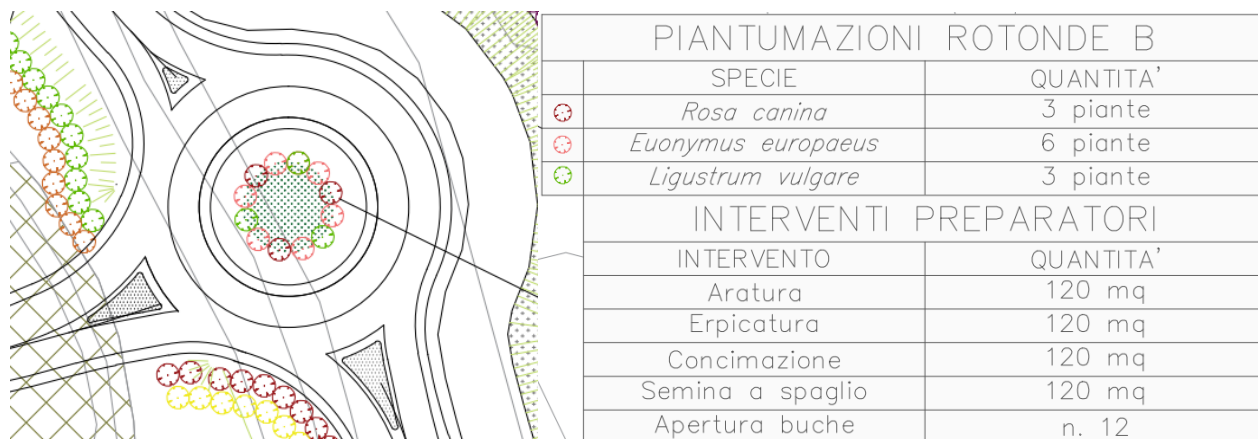 PIANTUMAZIONI ROTONDE B
SPECIE QUANTITA'
Rosa canina 3 piante
Euonymus europaeus 6 piante
Ligustrum vulgare 3 piante
INTERVENTI PREPARATORI
INTERVENTO QUANTITA'
Aratura 120 mq
Erpicatura 120 mq
Concimazione 120 mq
Semina a spaglio 120 mq
Apertura buche n. 12